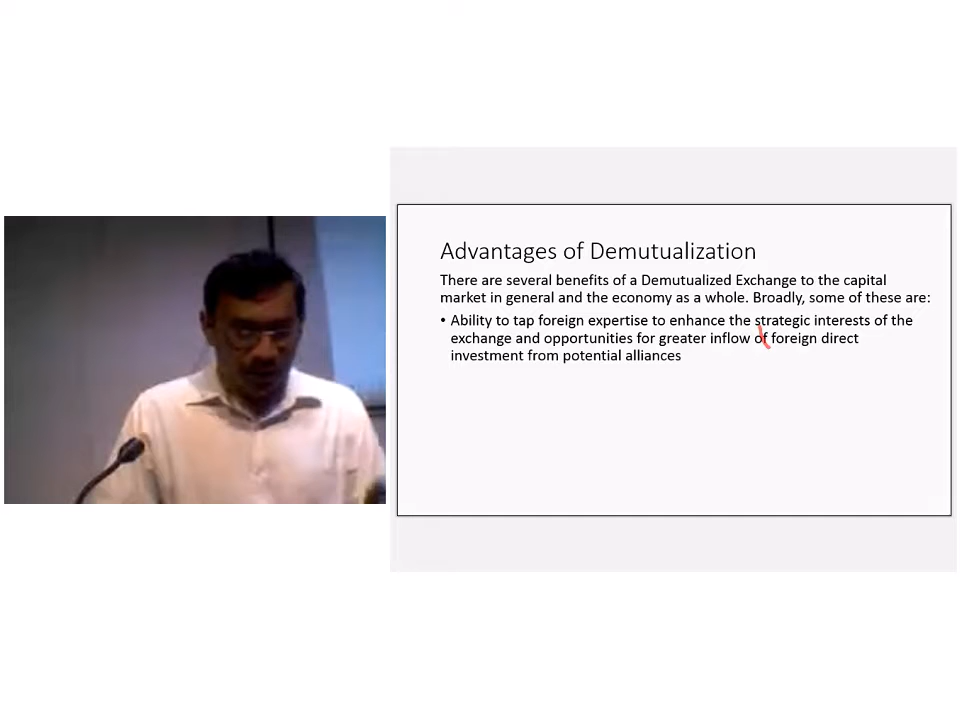 Advantages of Demutualization
There are several benefits of a Demutualized Exchange to the capital
market in general and the economy as a whole. Broadly, some of these are:
• Ability to tap foreign expertise to enhance the strategic interests of the
exchange and opportunities for greater inflow of foreign direct
investment from potential alliances